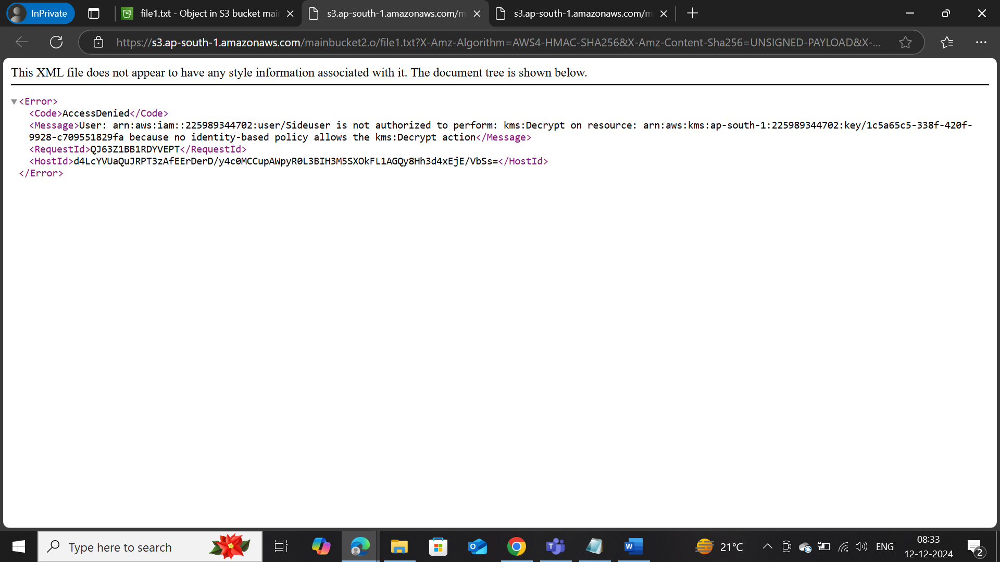 InPrivate
file1.txt - Object in S3 bucket mai
s3.ap-south-1.amazonaws.com/m
s3.ap-south-1.amazonaws.com/m
https://s3.ap-south-1.amazonaws.com/mainbucket2.o/file1.txt?X-Amz-Algorithm=AWS4-HMAC-SHA256&X-Amz-Content-Sha256=UNSIGNED-PAYLOAD&X-...
This XML file does not appear to have any style information associated with it. The document tree is shown below.
<Error>
<Code>AccessDenied</Code>
<Message>User: arn:aws:iam::225989344702:user/Sideuser is not authorized to perform: kms:Decrypt on resource: arn:aws:kms:ap-south-1:225989344702:key/1c5a65c5-338f-420f-
9928-c709551829fa because no identity-based policy allows the kms:Decrypt action</Message>
<RequestId>QJ63Z1BB1RDYVEPT</RequestId>
<HostId>d4LcYVUaQuJRPT3zAfEErDerD/y4c0MCCupAWpyR0L3BIH3M5SXOkFL1AGQy8Hh3d4xEjE/VbSs=</HostId>
</Error>
Type here to search
21°C
ENG
08:33
12-12-2024
2